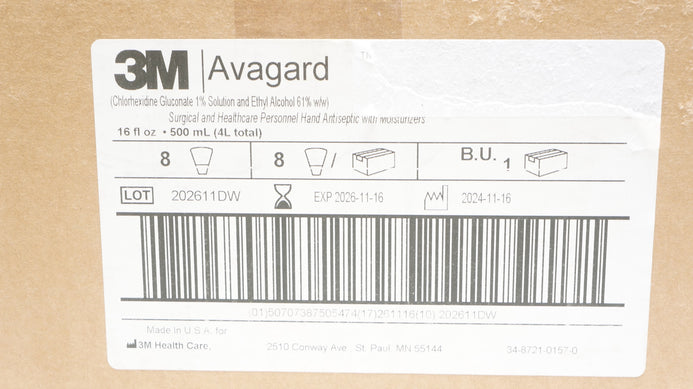 3M | Avagard TM
(Chlorhexidine Gluconate 1% Solution and Ethyl Alcohol 61% w/w)
Surgical and Healthcare Personnel Hand Antiseptic with Moisturizers
16 fl oz • 500 mL (4L total)
8 8 / B.U. 1
LOT 202611DW EXP 2026-11-16 2024-11-16
(01)50707387505474(17)261116(10) 202611DW
Made in U.S.A. for
3M Health Care, 2510 Conway Ave., St. Paul, MN 55144 34-8721-0157-0